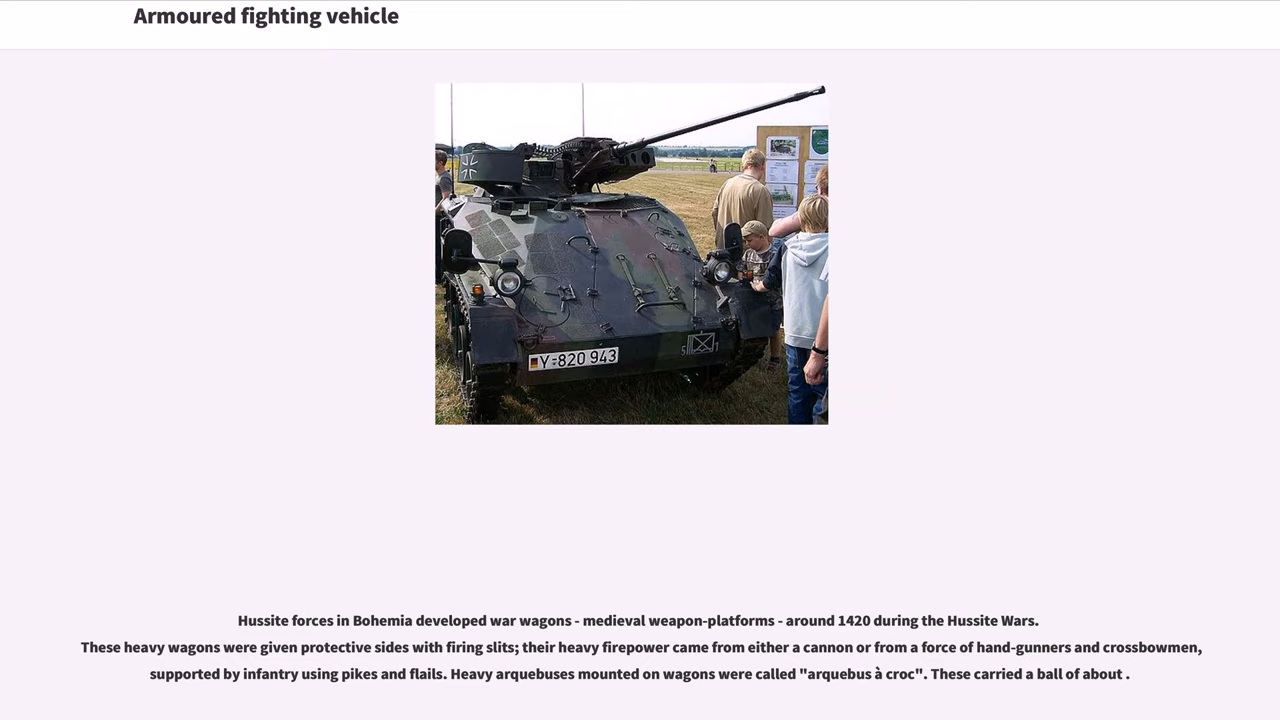 Armoured fighting vehicle
Y-820 943
Hussite forces in Bohemia developed war wagons - medieval weapon-platforms - around 1420 during the Hussite Wars.
These heavy wagons were given protective sides with firing slits; their heavy firepower came from either a cannon or from a force of hand-gunners and crossbowmen,
supported by infantry using pikes and flails. Heavy arquebuses mounted on wagons were called "arquebus à croc". These carried a ball of about .